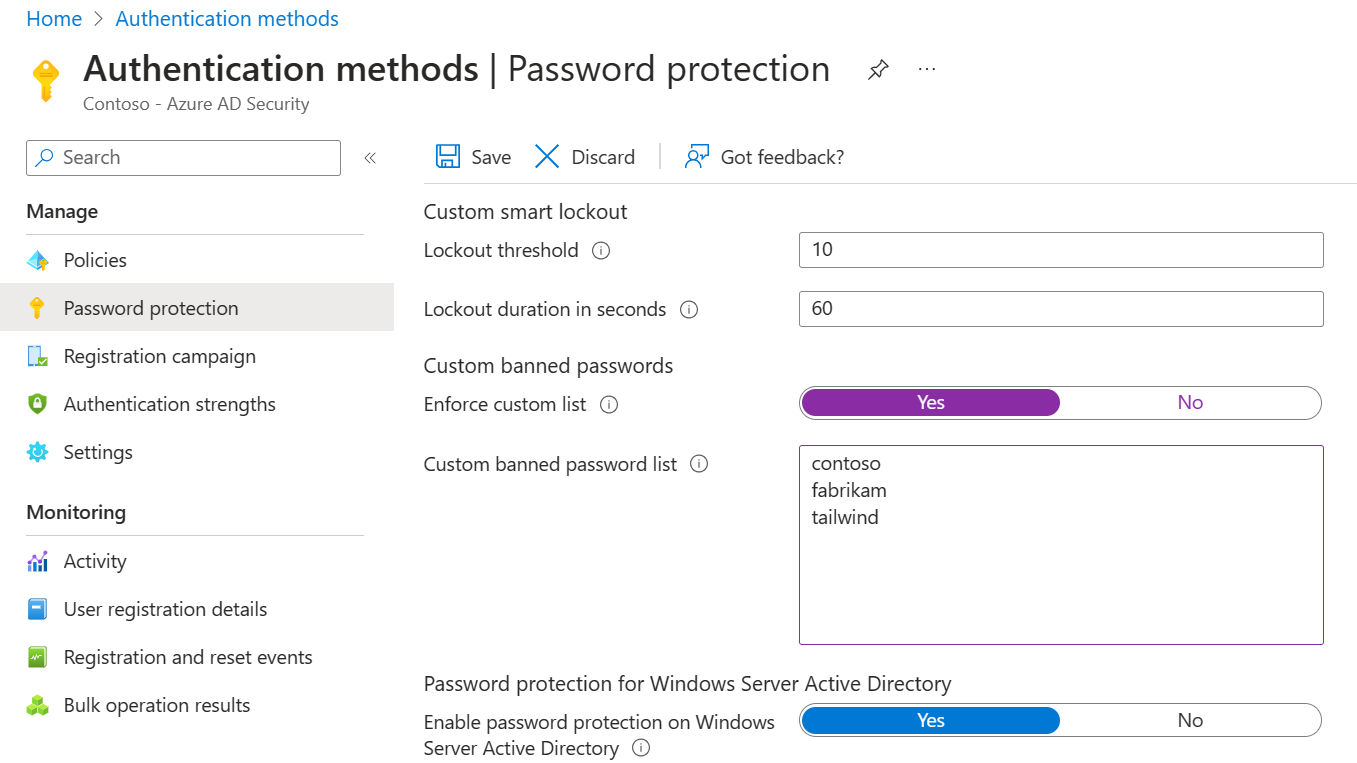 Home > Authentication methods
Authentication methods | Password protection
...
Contoso - Azure AD Security
Search
«
Save
Discard
Got feedback?
Manage
Policies
Password protection
Registration campaign
Authentication strengths
Settings
Monitoring
Activity
User registration details
Registration and reset events
Bulk operation results
Custom smart lockout
Lockout threshold
10
Lockout duration in seconds
60
Custom banned passwords
Enforce custom list
Yes No
Custom banned password list
contoso
fabrikam
tailwind
Password protection for Windows Server Active Directory
Enable password protection on Windows
Server Active Directory
Yes No